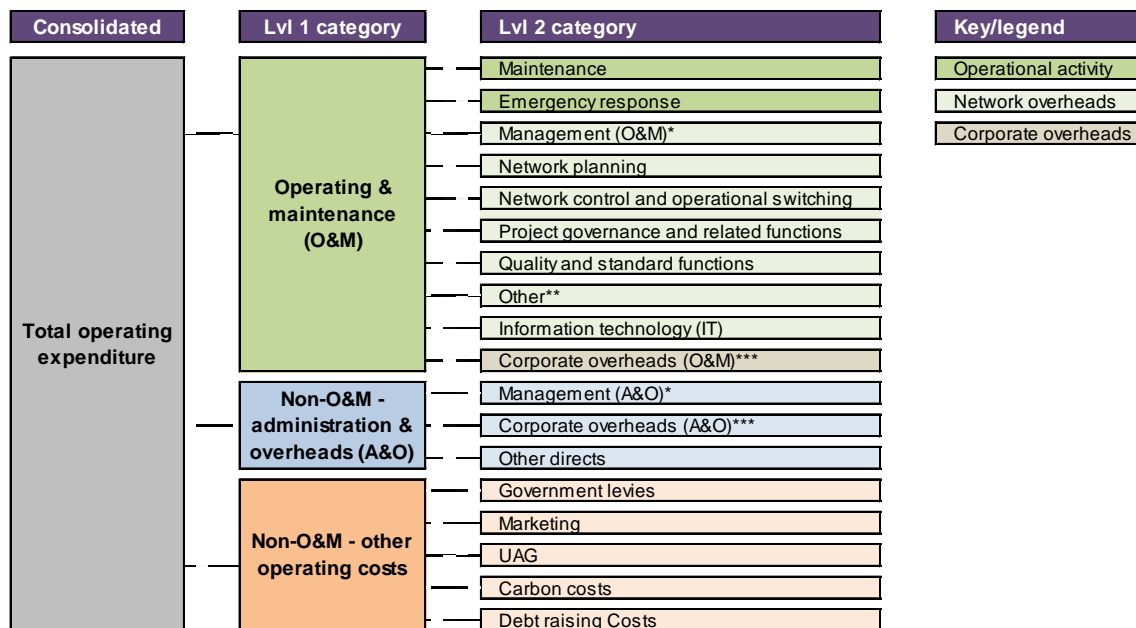 Consolidated
Lvl 1 category
Lvl 2 category
Key/legend
Total operating
expenditure
Operating &
maintenance
(O&M)
Non-O&M -
administration &
overheads (A&O)
Non-O&M - other
operating costs
Maintenance
Emergency response
Management (O&M)*
Network planning
Network control and operational switching
Project governance and related functions
Quality and standard functions
Other**
Information technology (IT)
Corporate overheads (O&M)***
Management (A&O)*
Corporate overheads (A&O)***
Other directs
Government levies
Marketing
UAG
Carbon costs
Debt raising Costs
Operational activity
Network overheads
Corporate overheads